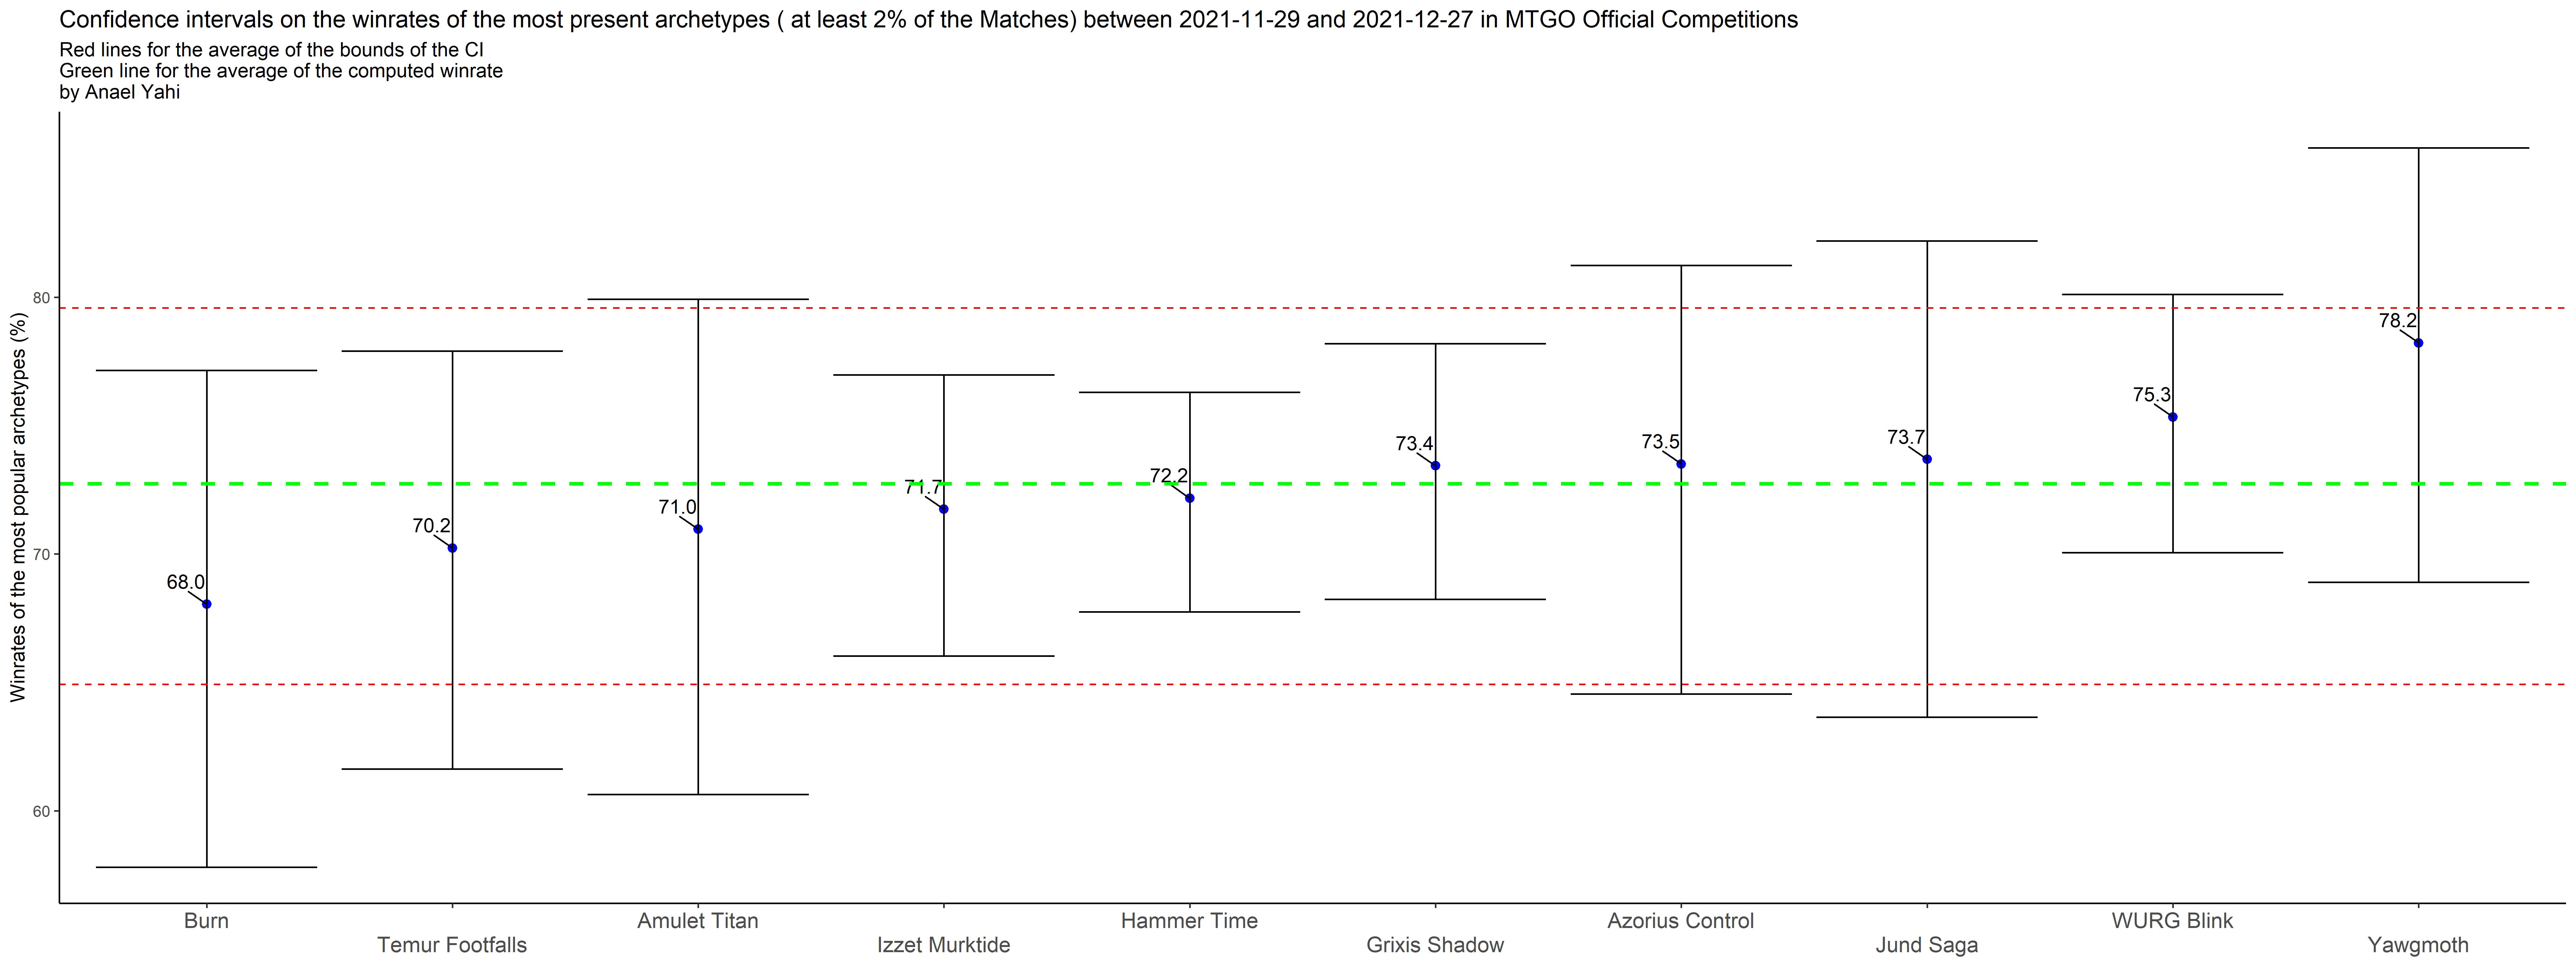 Confidence intervals on the winrates of the most present archetypes ( at least 2% of the Matches) between 2021-11-29 and 2021-12-27 in MTGO Official Competitions
Red lines for the average of the bounds of the CI
Green line for the average of the computed winrate
by Anael Yahi
Winrates of the most popular archetypes (%)
80
70
60
68.0
70.2
71.0
71.7
72.2
73.4
73.5
73.7
75.3
78.2
Burn
Temur Footfalls
Amulet Titan
Izzet Murktide
Hammer Time
Grixis Shadow
Azorius Control
Jund Saga
WURG Blink
Yawgmoth